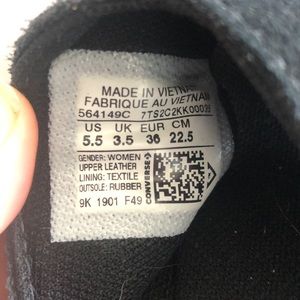 MADE IN VIETNAM
FABRIQUE AU VIETNAM
564149C 7TS2C2KK00039
US UK EUR CM
5.5 3.5 36 22.5
GENDER: WOMEN
UPPER LEATHER
LINING: TEXTILE
OUTSOLE: RUBBER
9K 1901 F49
CONVERSE